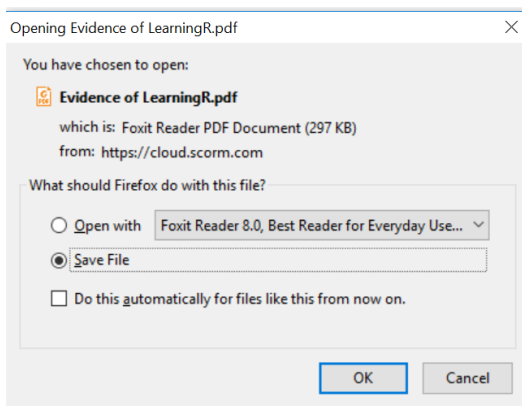 Opening Evidence of LearningR.pdf
You have chosen to open:
PDF
Evidence of LearningR.pdf
which is: Foxit Reader PDF Document (297 KB)
from: https://cloud.scorm.com
What should Firefox do with this file?
Open with Foxit Reader 8.0, Best Reader for Everyday Use...
Save File
Do this automatically for files like this from now on.
OK Cancel